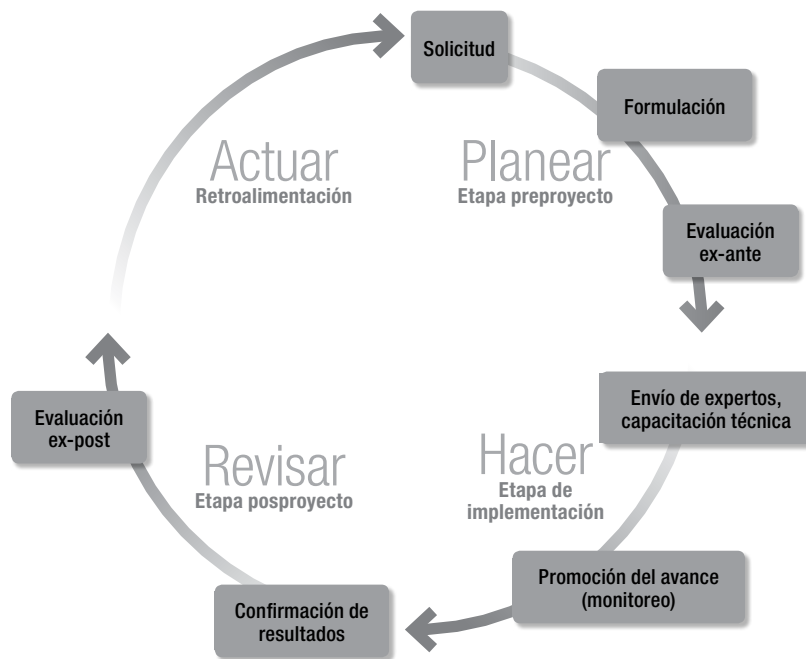 Solicitud
Formulación
Planear
Etapa preproyecto
Evaluación
ex-ante
Envío de expertos,
capacitación técnica
Hacer
Etapa de
implementación
Promoción del avance
(monitoreo)
Confirmación de
resultados
Revisar
Etapa posproyecto
Evaluación
ex-post
Actuar
Retroalimentación